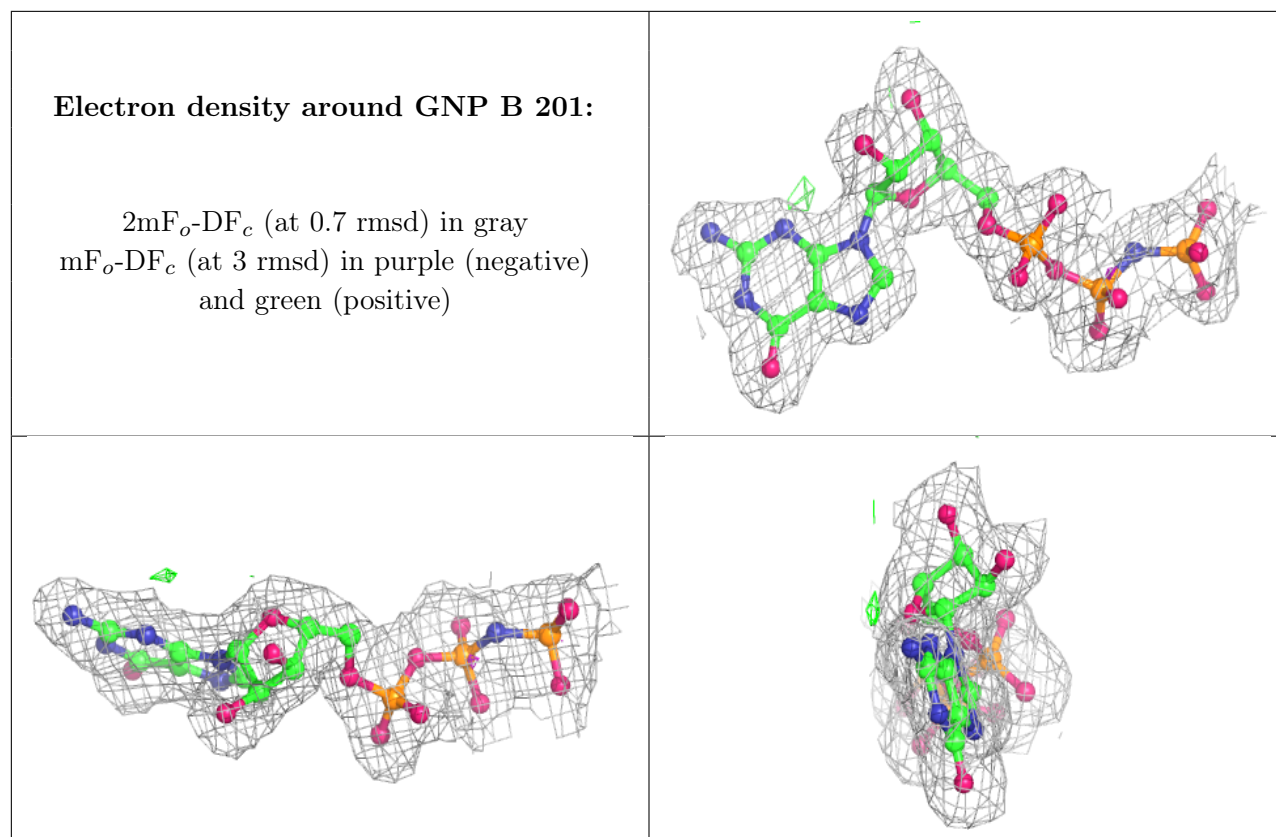 Electron density around GNP B 201:
2mFₒ-DF𝒸 (at 0.7 rmsd) in gray
mFₒ-DF𝒸 (at 3 rmsd) in purple (negative)
and green (positive)